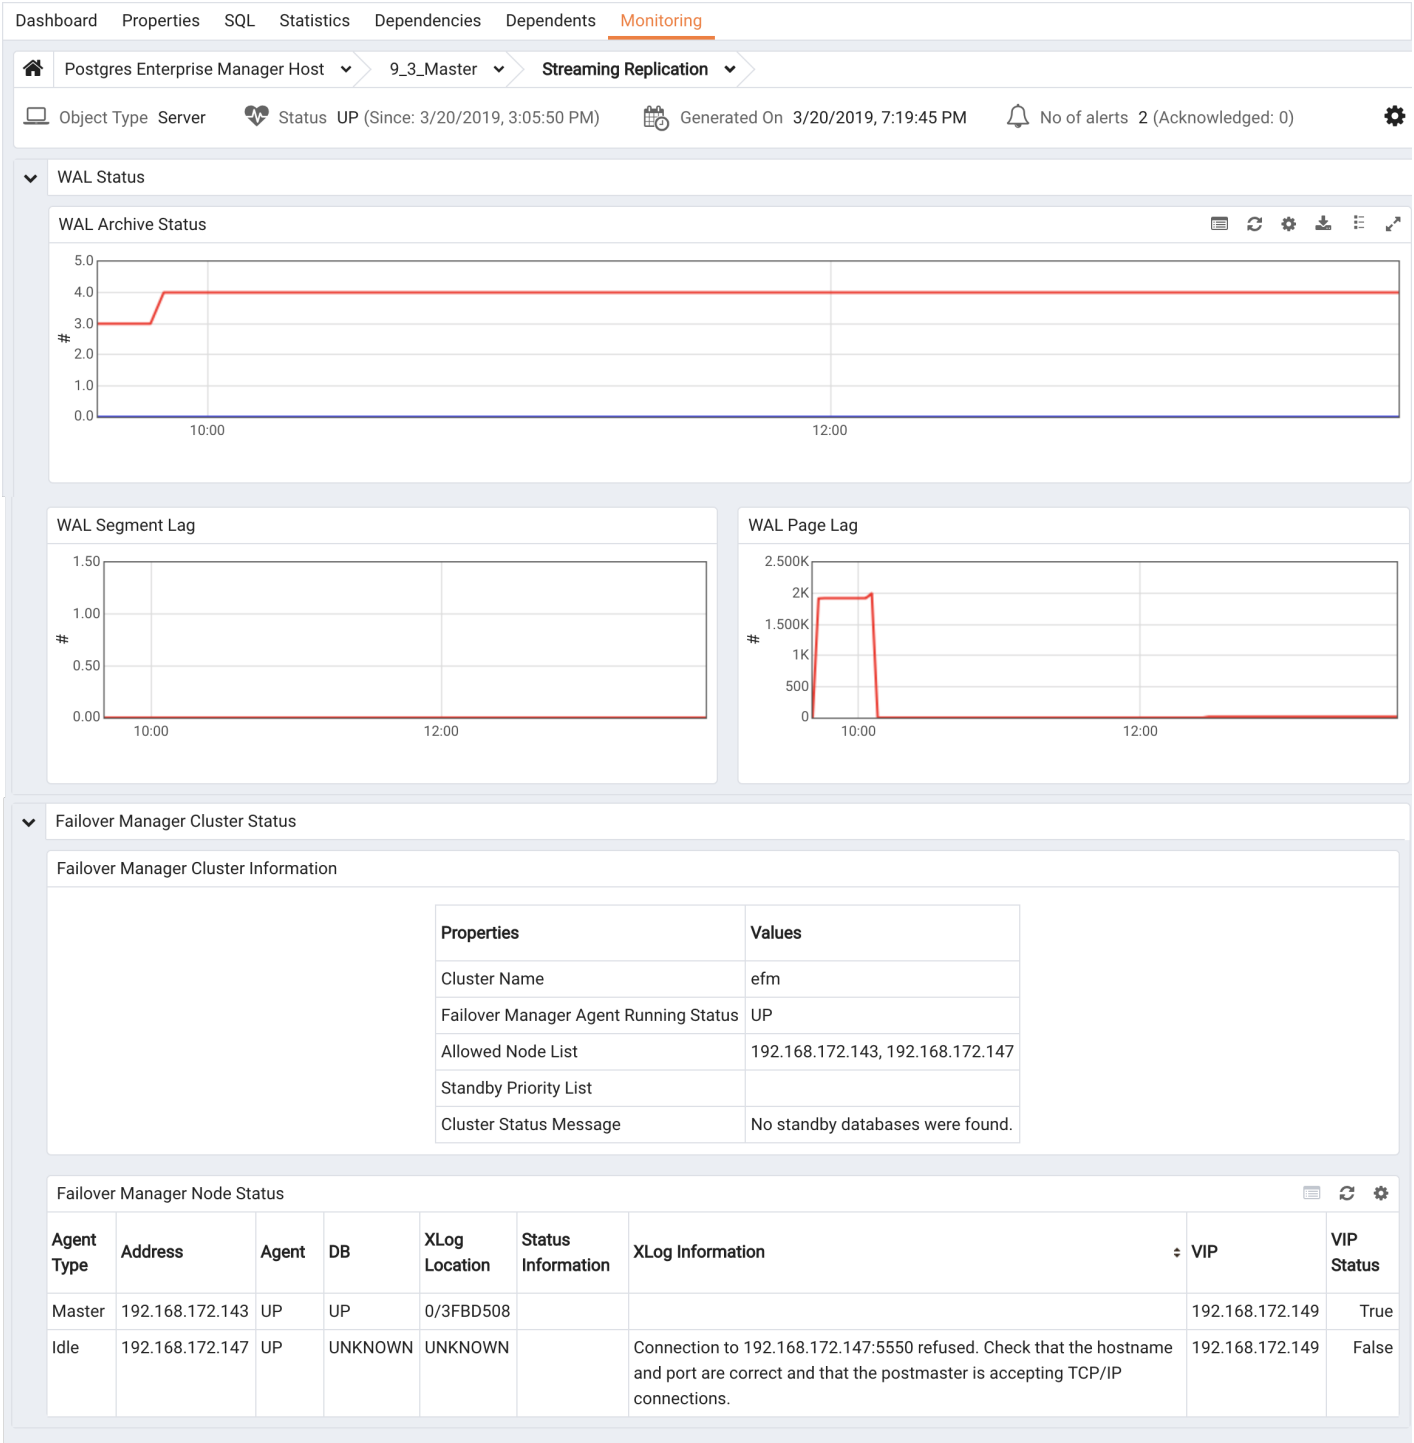 Dashboard Properties SQL Statistics Dependencies Dependents Monitoring
Postgres Enterprise Manager Host 9_3_Master Streaming Replication
Object Type Server Status UP (Since: 3/20/2019, 3:05:50 PM) Generated On 3/20/2019, 7:19:45 PM No of alerts 2 (Acknowledged: 0)
WAL Status
WAL Archive Status
5.0
4.0
3.0
#
2.0
1.0
0.0
10:00 12:00
WAL Segment Lag
1.50
1.00
#
0.50
0.00
10:00 12:00
WAL Page Lag
2.500K
2K
1.500K
#
1K
500
0
10:00 12:00
Failover Manager Cluster Status
Failover Manager Cluster Information
Properties Values
Cluster Name efm
Failover Manager Agent Running Status UP
Allowed Node List 192.168.172.143, 192.168.172.147
Standby Priority List
Cluster Status Message No standby databases were found.
Failover Manager Node Status
Agent Type Address Agent DB XLog Location Status Information XLog Information VIP VIP Status
Master 192.168.172.143 UP UP 0/3FBD508 192.168.172.149 True
Idle 192.168.172.147 UP UNKNOWN UNKNOWN Connection to 192.168.172.147:5550 refused. Check that the hostname 192.168.172.149 False
and port are correct and that the postmaster is accepting TCP/IP
connections.